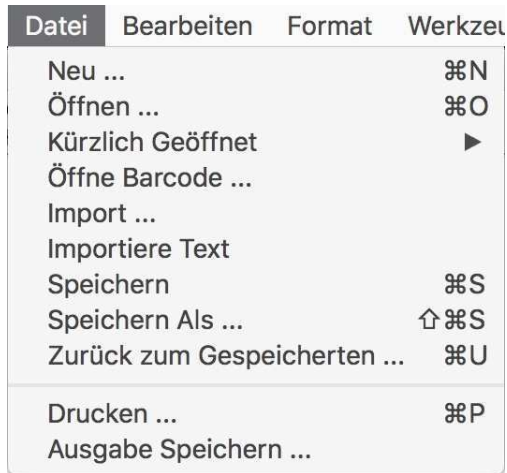 Datei Bearbeiten Format Werkzeu
Neu ... ⌘N
Öffnen ... ⌘O
Kürzlich Geöffnet ▶
Öffne Barcode ...
Import ...
Importiere Text
Speichern ⌘S
Speichern Als ... ⇧⌘S
Zurück zum Gespeicherten ... ⌘U
Drucken ... ⌘P
Ausgabe Speichern ...